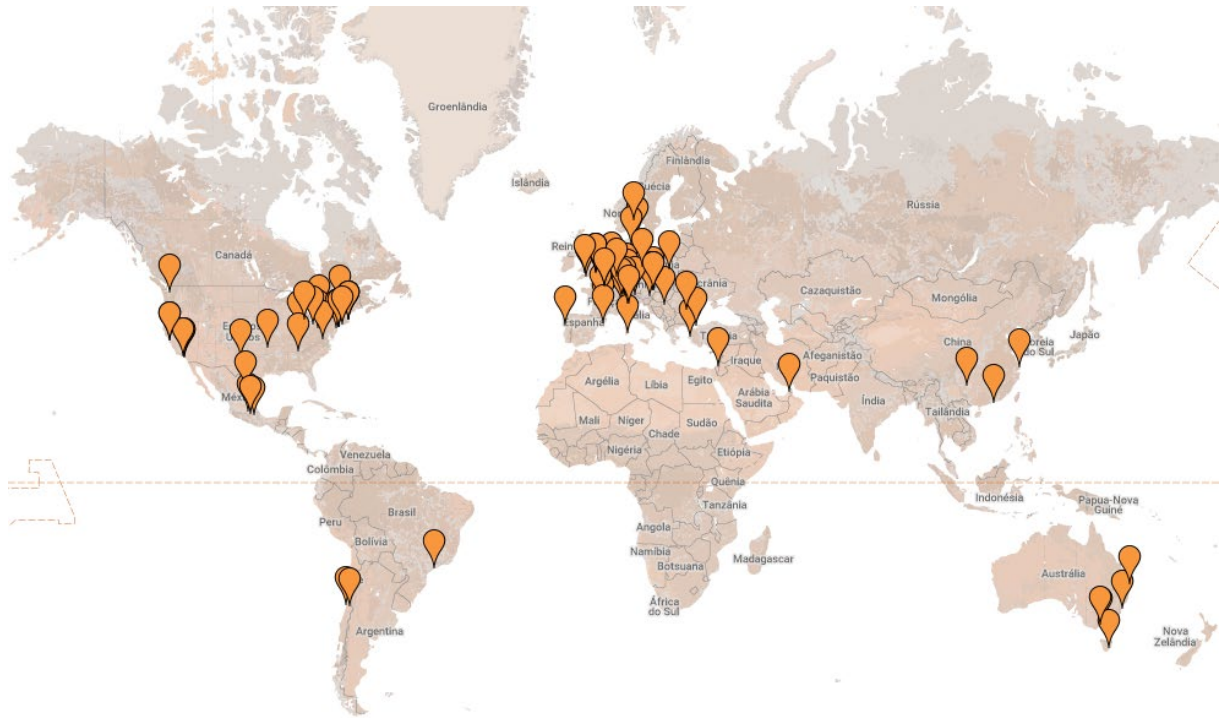 Groenlândia
Islândia
Finlândia
Rússia
Canadá
Cazaquistão
Mongólia
Espanha
Iraque
Afeganistão
China
Japão
do Sul
Argélia
Líbia
Egito
Arábia
Saudita
Paquistão
Índia
Tailândia
Mali
Níger
Chade
Sudão
Nigéria
Etiópia
Venezuela
Colômbia
Quênia
Indonésia
Papua-Nova
Guiné
Tanzânia
Peru
Brasil
Bolívia
Angola
Namíbia
Botsuana
Madagascar
Austrália
África
do Sul
Argentina
Nova
Zelândia